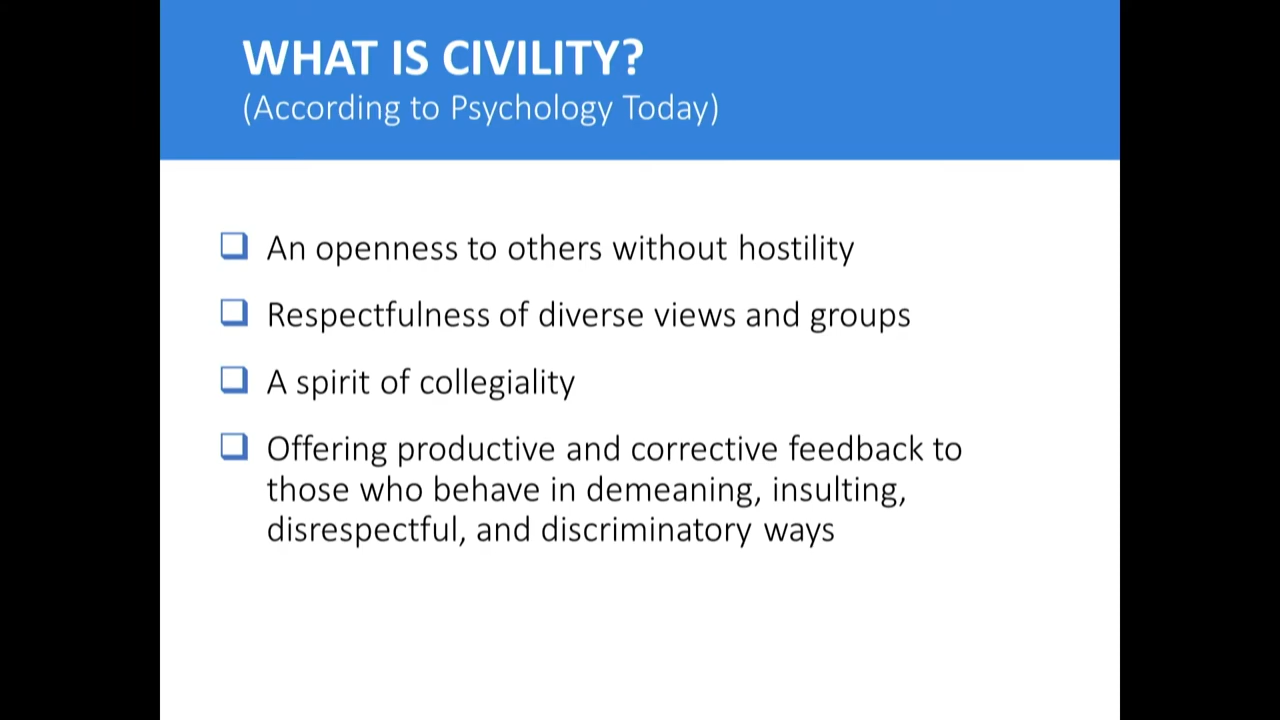 WHAT IS CIVILITY?
(According to Psychology Today)
An openness to others without hostility
Respectfulness of diverse views and groups
A spirit of collegiality
Offering productive and corrective feedback to
those who behave in demeaning, insulting,
disrespectful, and discriminatory ways